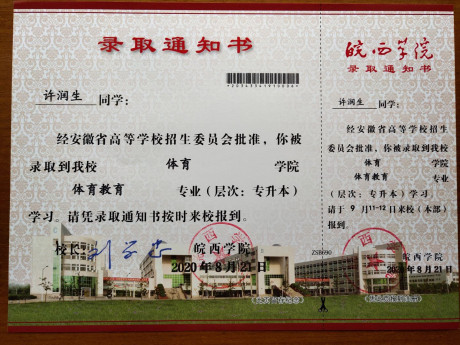 录取通知书
许润生 同学：
经安徽省高等学校招生委员会批准，你被
录取到我校 体育 学院
体育教育 专业（层次：专升本）
学习。请凭录取通知书按时来校报到。
校长
皖西学院
2020年8月21日
皖西学院
录取通知书
许润生 同学：
经安徽省高等学校招生
委员会批准，你被录取到我校
体育 学院
体育教育 专业
（层次：专升本）学习。
请于9月11-12日来校（本部）
报到。
ZSB690
皖西学院
2020年8月21日